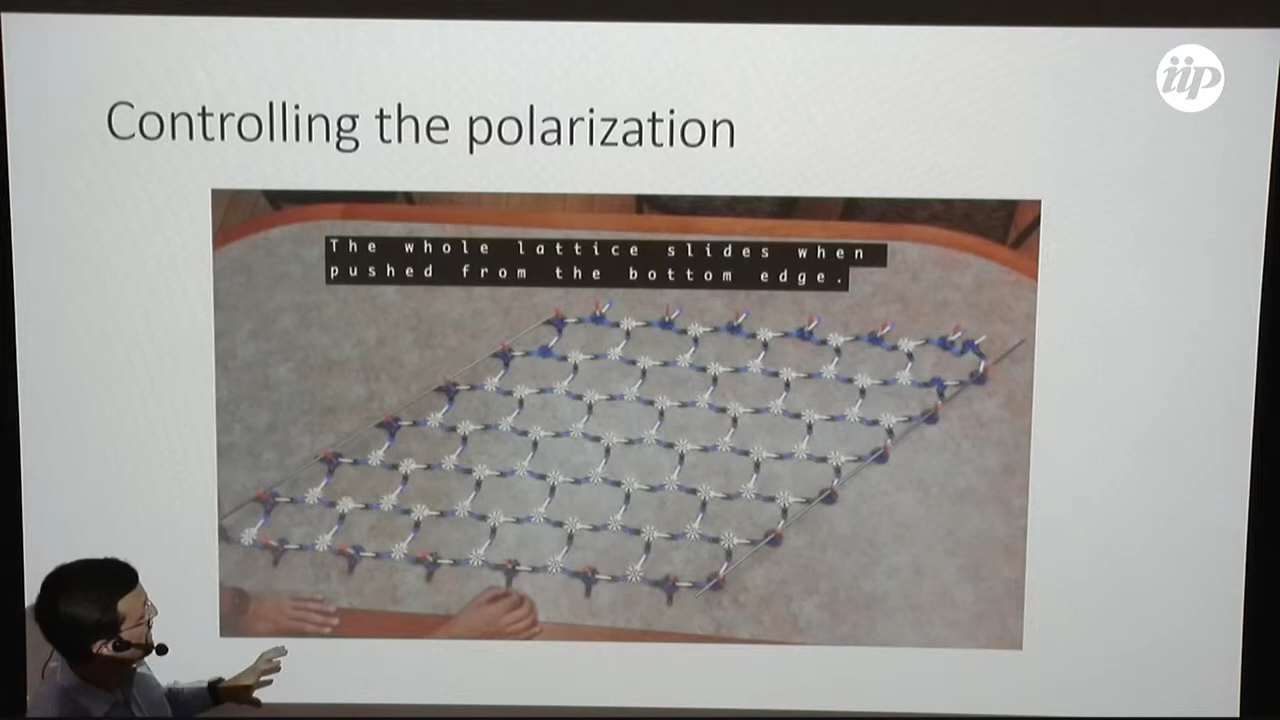 iip
Controlling the polarization
The whole lattice slides when
pushed from the bottom edge.